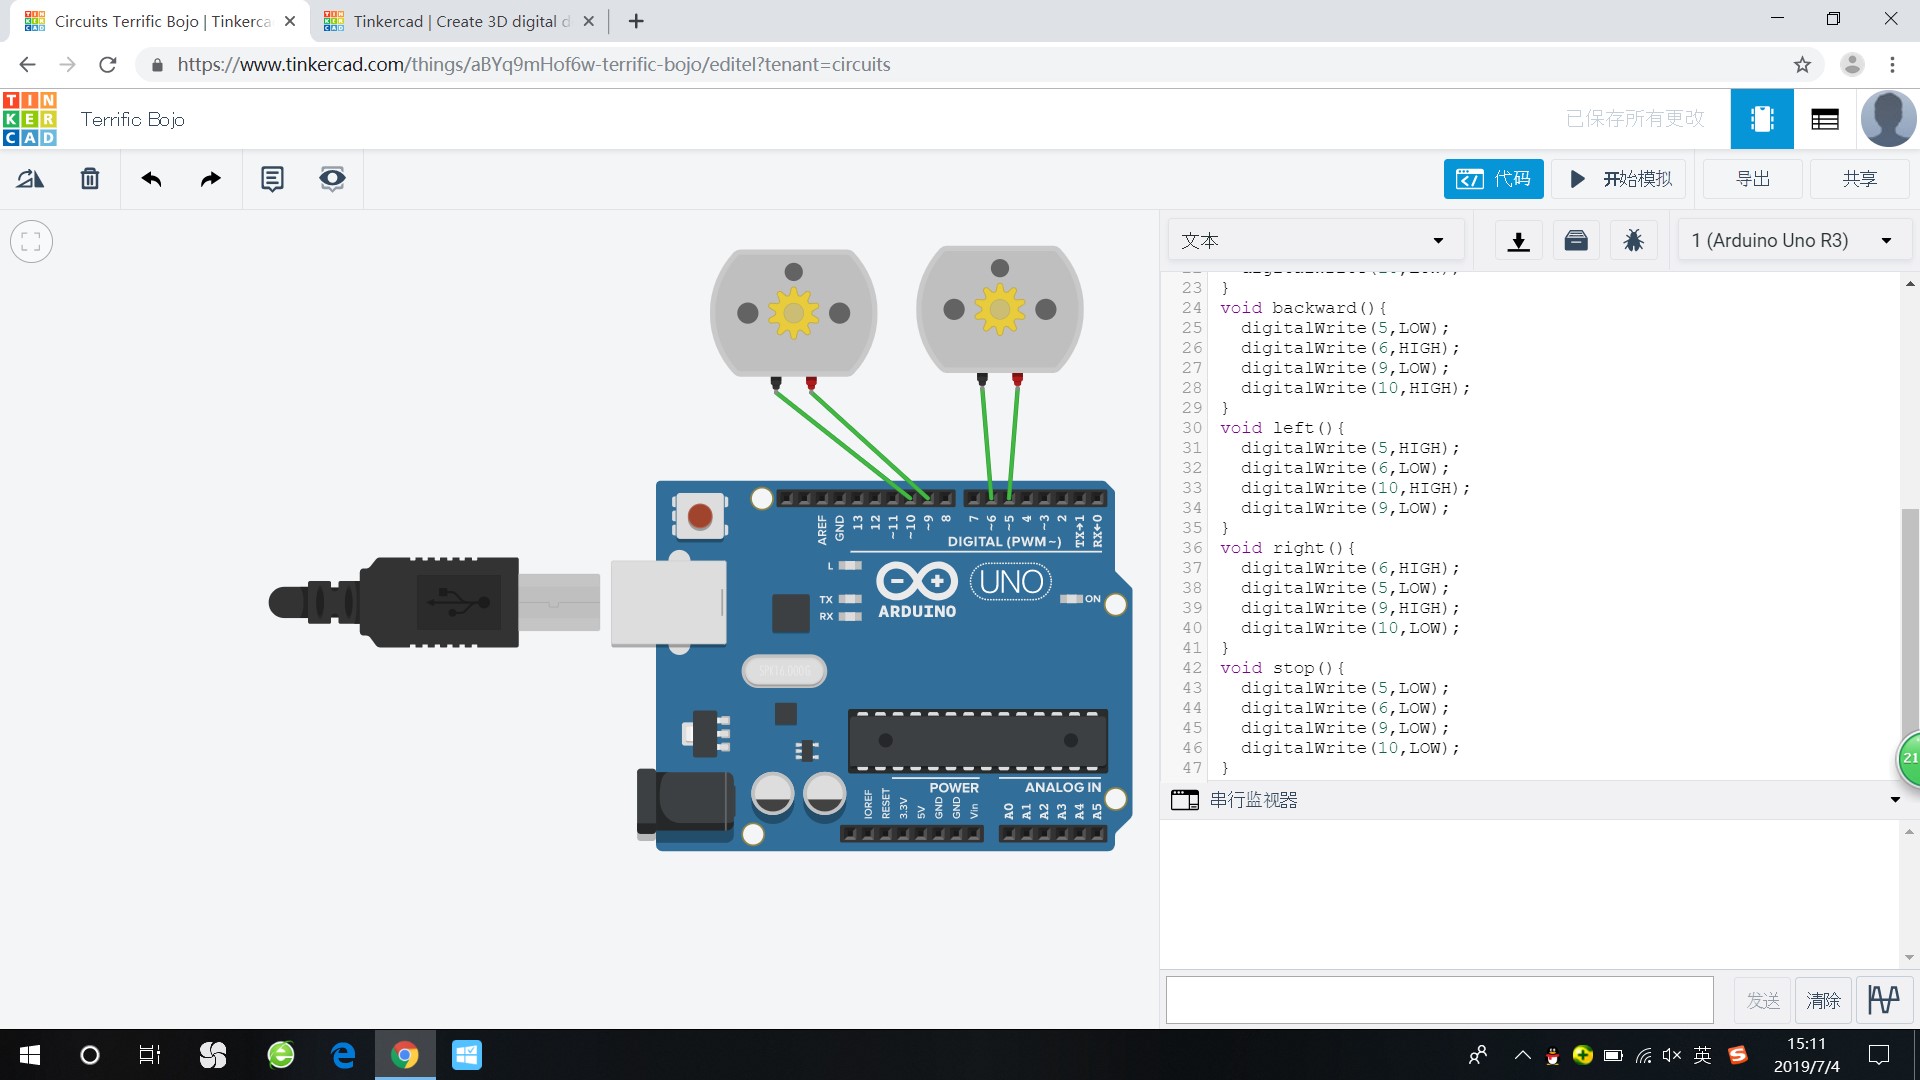 Circuits Terrific Bojo | Tinkerca
Tinkercad | Create 3D digital d
https://www.tinkercad.com/things/aBYq9mHof6w-terrific-bojo/editel?tenant=circuits
TIN
KER
CAD
Terrific Bojo
已保存所有更改
代码
开始模拟
导出
共享
文本
1 (Arduino Uno R3)
23 }
24 void backward(){
25 digitalWrite(5,LOW);
26 digitalWrite(6,HIGH);
27 digitalWrite(9,LOW);
28 digitalWrite(10,HIGH);
29 }
30 void left(){
31 digitalWrite(5,HIGH);
32 digitalWrite(6,LOW);
33 digitalWrite(10,HIGH);
34 digitalWrite(9,LOW);
35 }
36 void right(){
37 digitalWrite(6,HIGH);
38 digitalWrite(5,LOW);
39 digitalWrite(9,HIGH);
40 digitalWrite(10,LOW);
41 }
42 void stop(){
43 digitalWrite(5,LOW);
44 digitalWrite(6,LOW);
45 digitalWrite(9,LOW);
46 digitalWrite(10,LOW);
47 }
AREF GND 13 12 ~11 ~10 ~9 8 7 ~6 ~5 4 ~3 2 TX→1 RX←0
DIGITAL (PWM~)
L
TX
RX
ARDUINO
UNO
ON
SPK16.000G
POWER
ANALOG IN
IOREF RESET 3.3V 5V GND GND Vin A0 A1 A2 A3 A4 A5
21
串行监视器
发送
清除
英
15:11
2019/7/4